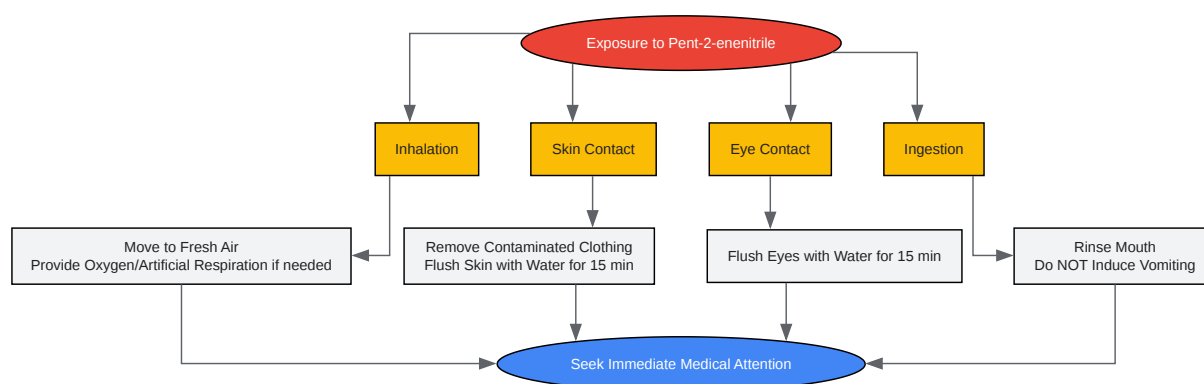 Exposure to Pent-2-enenitrile
Inhalation
Skin Contact
Eye Contact
Ingestion
Move to Fresh Air
Provide Oxygen/Artificial Respiration if needed
Remove Contaminated Clothing
Flush Skin with Water for 15 min
Flush Eyes with Water for 15 min
Rinse Mouth
Do NOT Induce Vomiting
Seek Immediate Medical Attention